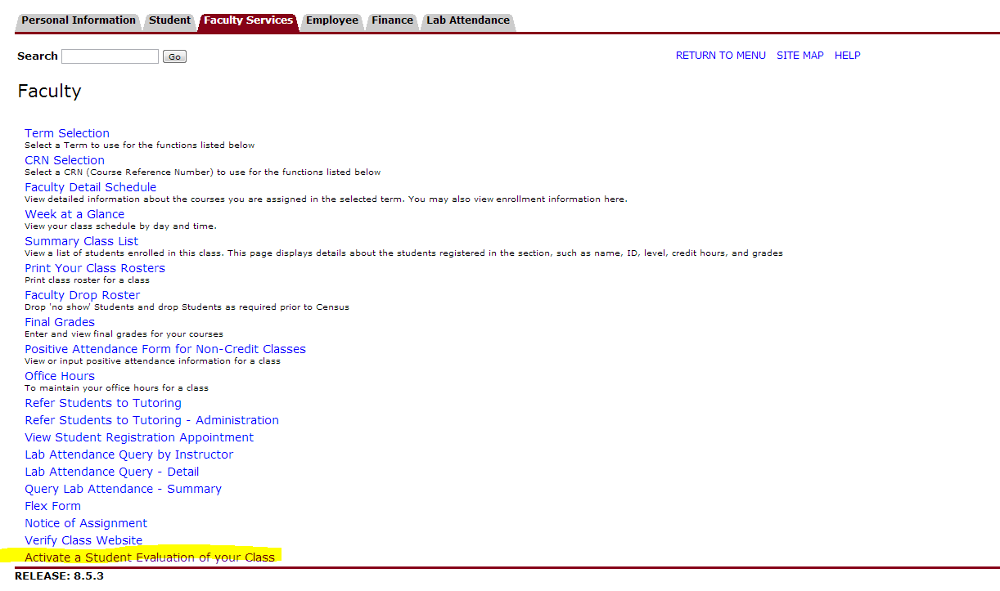 Personal Information Student Faculty Services Employee Finance Lab Attendance
Search Go RETURN TO MENU SITE MAP HELP
Faculty
Term Selection
Select a Term to use for the functions listed below
CRN Selection
Select a CRN (Course Reference Number) to use for the functions listed below
Faculty Detail Schedule
View detailed information about the courses you are assigned in the selected term. You may also view enrollment information here.
Week at a Glance
View your class schedule by day and time.
Summary Class List
View a list of students enrolled in this class. This page displays details about the students registered in the section, such as name, ID, level, credit hours, and grades
Print Your Class Rosters
Print class roster for a class
Faculty Drop Roster
Drop 'no show' Students and drop Students as required prior to Census
Final Grades
Enter and view final grades for your courses
Positive Attendance Form for Non-Credit Classes
View or input positive attendance information for a class
Office Hours
To maintain your office hours for a class
Refer Students to Tutoring
Refer Students to Tutoring - Administration
View Student Registration Appointment
Lab Attendance Query by Instructor
Lab Attendance Query - Detail
Query Lab Attendance - Summary
Flex Form
Notice of Assignment
Verify Class Website
Activate a Student Evaluation of your Class
RELEASE: 8.5.3